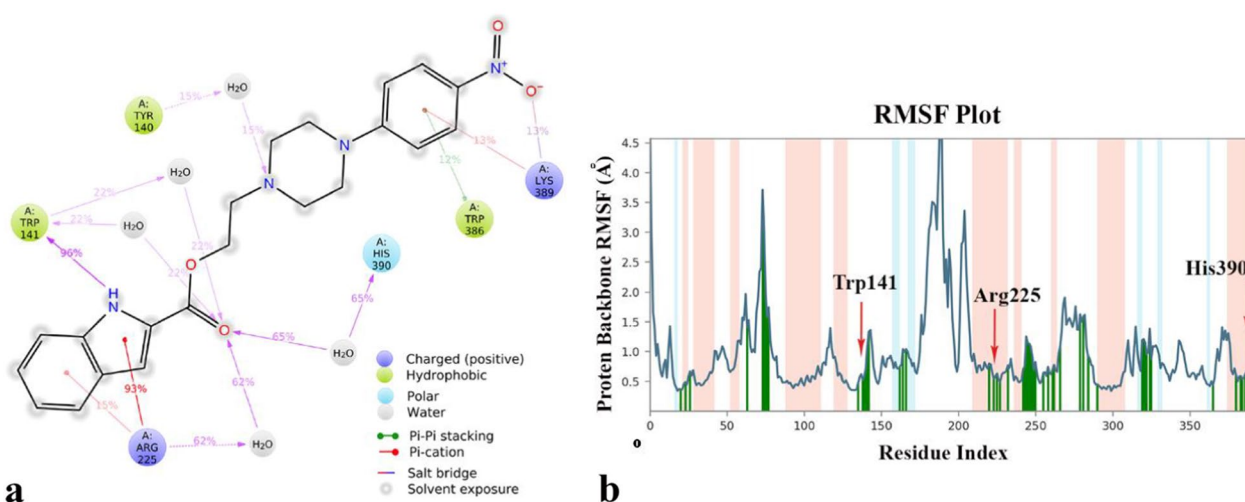 A:
TYR
140
15%
H₂O
15%
O
N⁺
O⁻
13%
A:
LYS
389
13%
12%
A:
TRP
386
N
N
H₂O
22%
A:
TRP
141
22%
H₂O
22%
22%
96%
H
N
O
O
A:
HIS
390
65%
65%
H₂O
93%
15%
A:
ARG
225
62%
62%
H₂O
Charged (positive)
Hydrophobic
Polar
Water
Pi-Pi stacking
Pi-cation
Salt bridge
Solvent exposure
a
RMSF Plot
Proten Backbone RMSF (Å)
4.5
4.0
3.5
3.0
2.5
2.0
1.5
1.0
0.5
Trp141
Arg225
His390
0
50
100
150
200
250
300
350
Residue Index
b